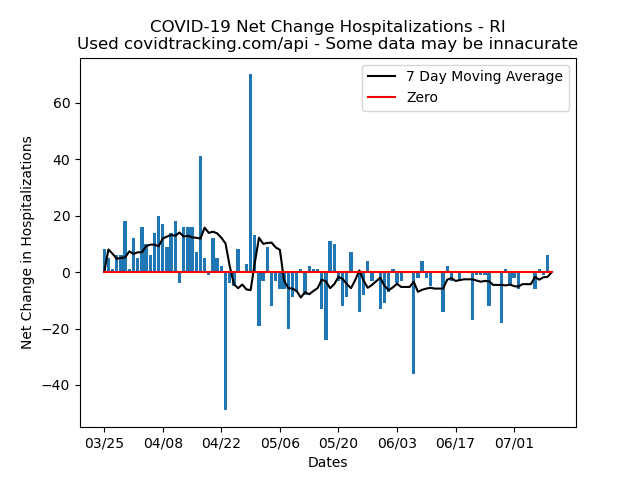 COVID-19 Net Change Hospitalizations - RI
Used covidtracking.com/api - Some data may be innacurate
7 Day Moving Average
Zero
Net Change in Hospitalizations
60
40
20
0
−20
−40
03/25 04/08 04/22 05/06 05/20 06/03 06/17 07/01
Dates